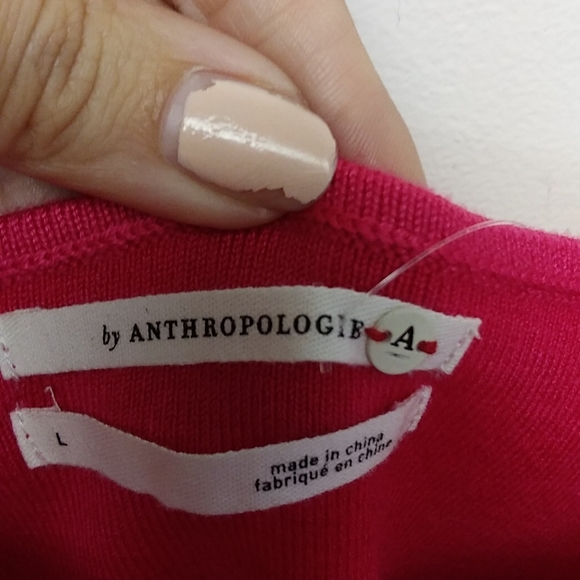 by ANTHROPOLOGIE A
L
made in china
fabriqué en chine